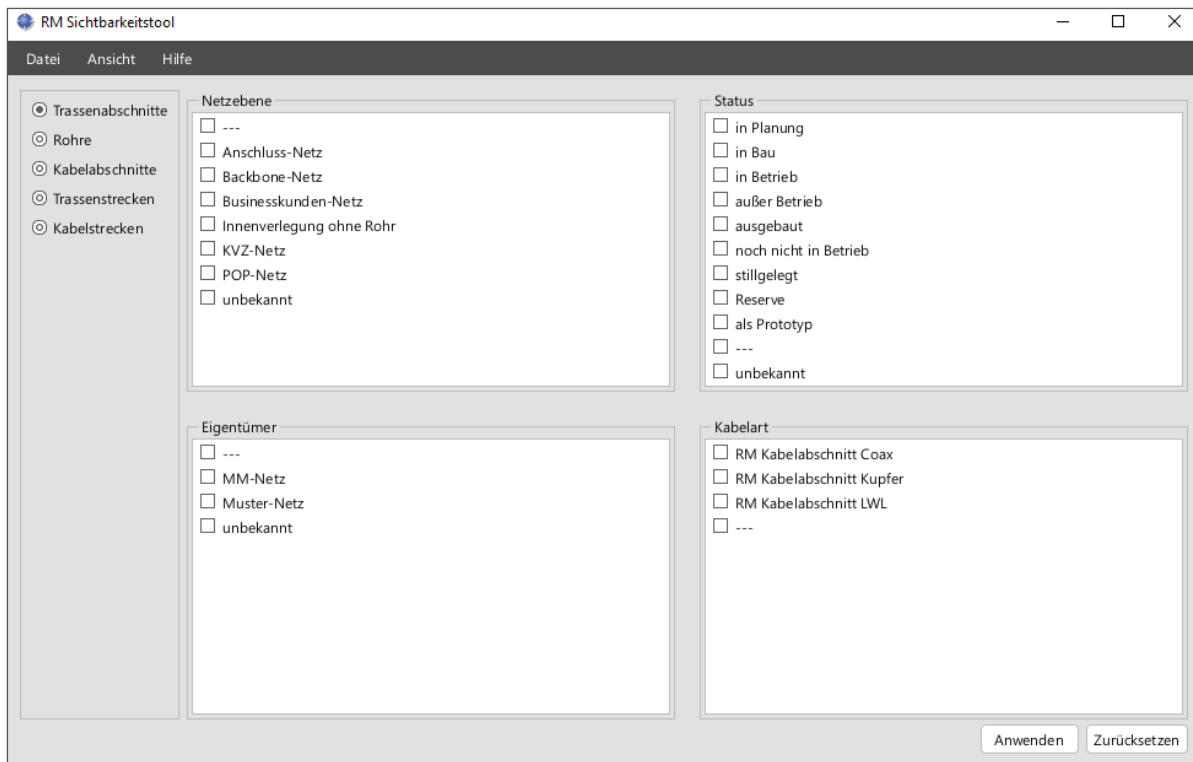 RM Sichtbarkeitstool
Datei Ansicht Hilfe
Trassenabschnitte
Rohre
Kabelabschnitte
Trassenstrecken
Kabelstrecken
Netzebene
---
Anschluss-Netz
Backbone-Netz
Businesskunden-Netz
Innenverlegung ohne Rohr
KVZ-Netz
POP-Netz
unbekannt
Status
in Planung
in Bau
in Betrieb
außer Betrieb
ausgebaut
noch nicht in Betrieb
stillgelegt
Reserve
als Prototyp
---
unbekannt
Eigentümer
---
MM-Netz
Muster-Netz
unbekannt
Kabelart
RM Kabelabschnitt Coax
RM Kabelabschnitt Kupfer
RM Kabelabschnitt LWL
---
Anwenden Zurücksetzen